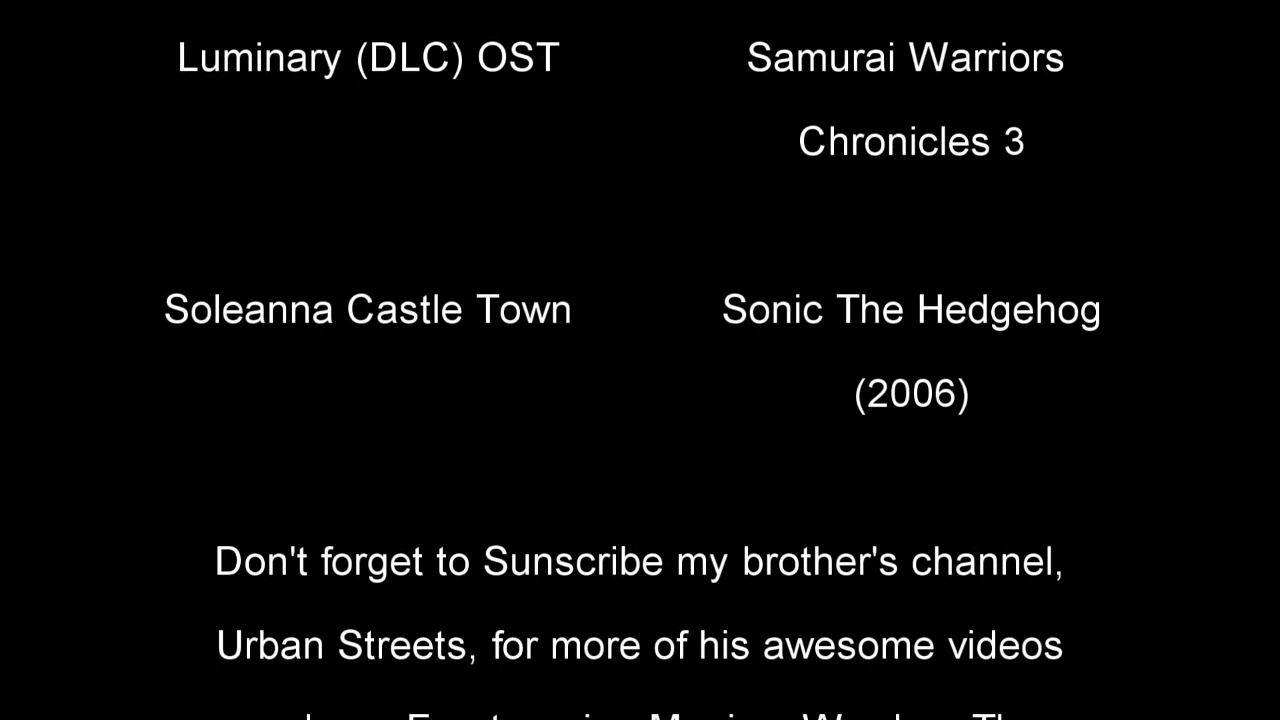 Luminary (DLC) OST Samurai Warriors
Chronicles 3
Soleanna Castle Town Sonic The Hedgehog
(2006)
Don't forget to Sunscribe my brother's channel,
Urban Streets, for more of his awesome videos